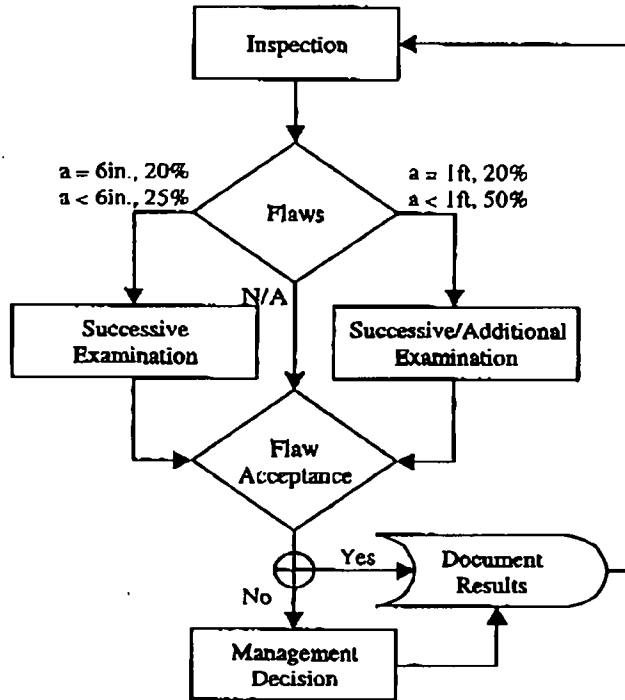 Inspection
a = 6in., 20%
a < 6in., 25%
a = 1ft, 20%
a < 1ft, 50%
Flaws
N/A
Successive
Examination
Successive/Additional
Examination
Flaw
Acceptance
Yes
Document
Results
No
Management
Decision